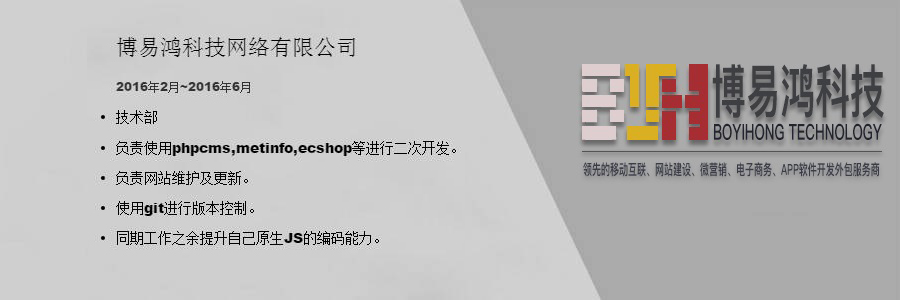 博易鸿科技网络有限公司
2016年2月~2016年6月
• 技术部
• 负责使用phpcms,metinfo,ecshop等进行二次开发。
• 负责网站维护及更新。
• 使用git进行版本控制。
• 同期工作之余提升自己原生JS的编码能力。
BYH 博易鸿科技
BOYIHONG TECHNOLOGY
领先的移动互联、网站建设、微营销、电子商务、APP软件开发外包服务商